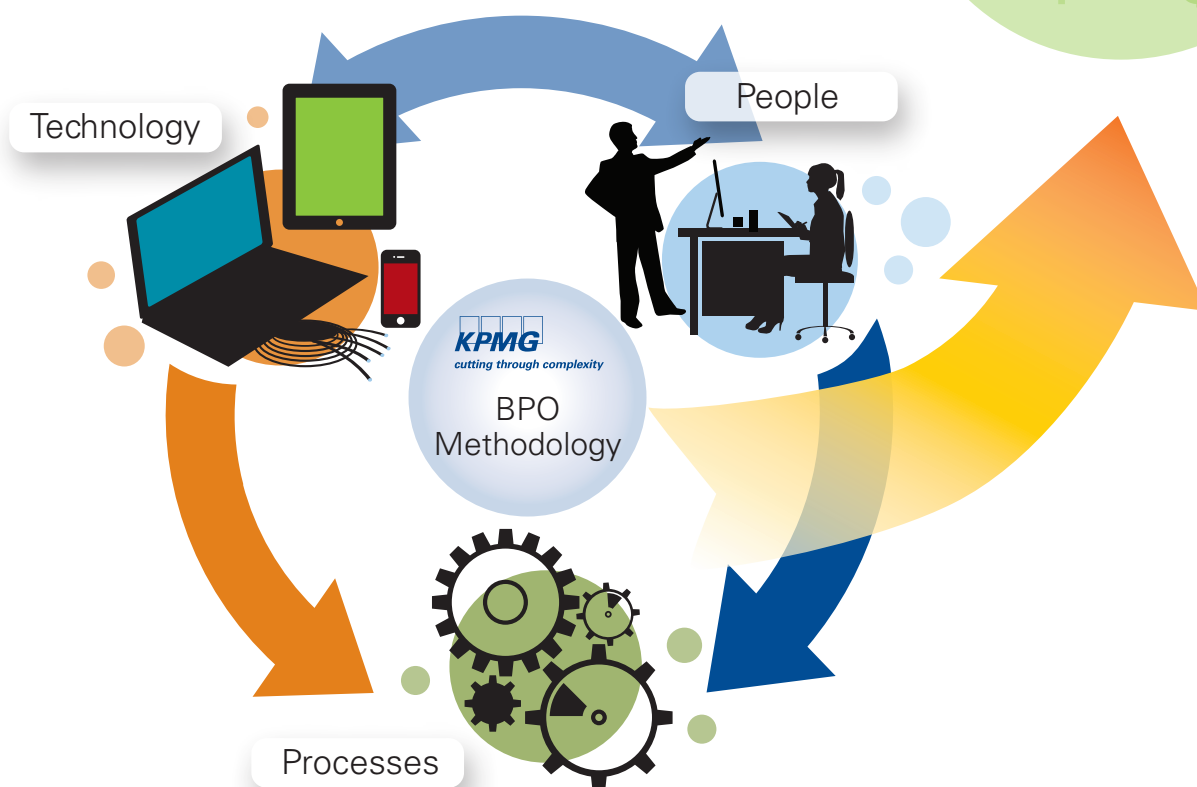 People
Technology
KPMG
cutting through complexity
BPO
Methodology
Processes